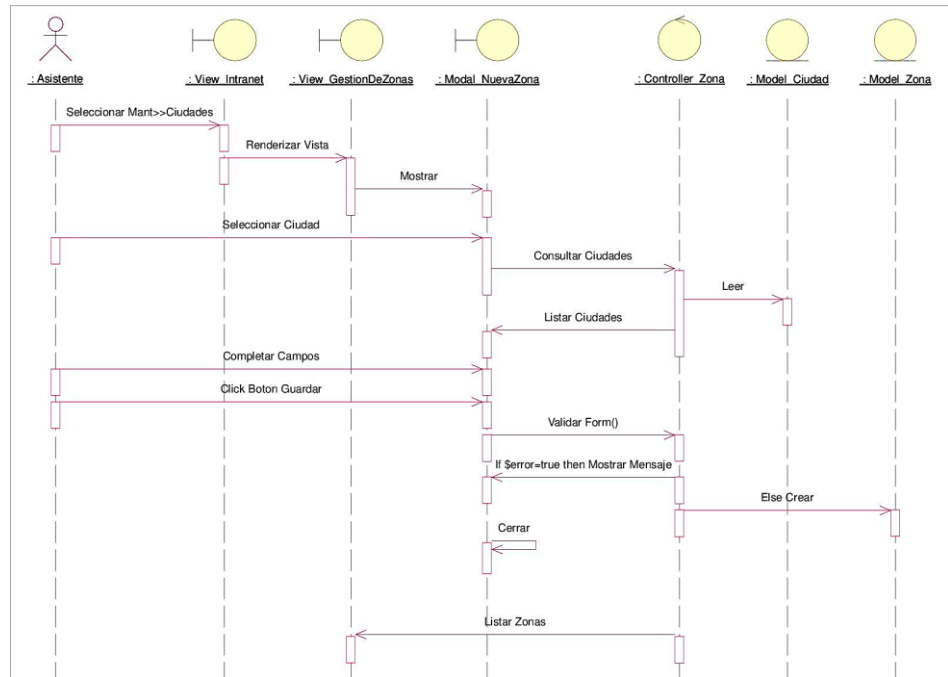 : Asistente
: View_Intranet
: View_GestionDeZonas
: Modal_NuevaZona
: Controller_Zona
: Model_Ciudad
: Model_Zona
Seleccionar Mant>>Ciudades
Renderizar Vista
Mostrar
Seleccionar Ciudad
Consultar Ciudades
Leer
Listar Ciudades
Completar Campos
Click Boton Guardar
Validar Form()
If $error=true then Mostrar Mensaje
Else Crear
Cerrar
Listar Zonas